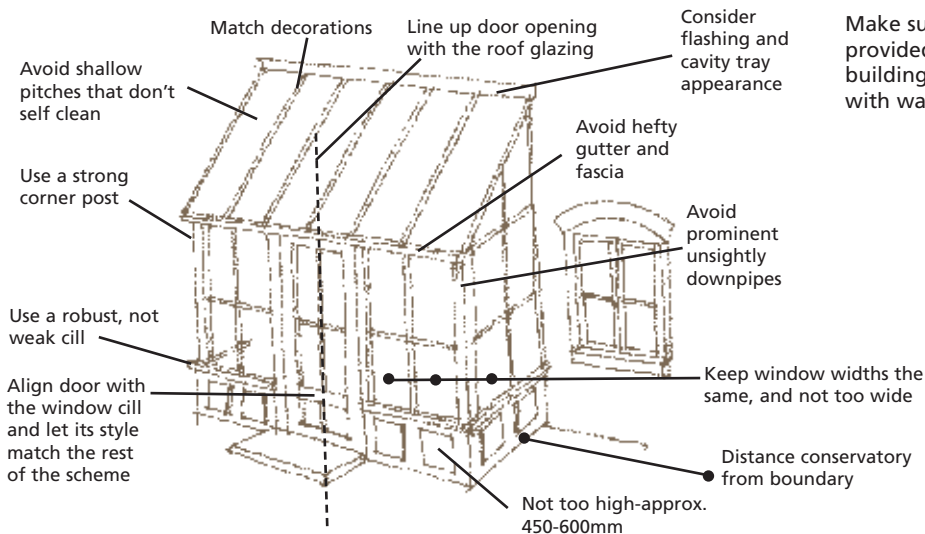 Match decorations
Line up door opening
with the roof glazing
Consider
flashing and
cavity tray
appearance
Make su
provided
building
with wa
Avoid shallow
pitches that don't
self clean
Avoid hefty
gutter and
fascia
Use a strong
corner post
Avoid
prominent
unsightly
downpipes
Use a robust, not
weak cill
Align door with
the window cill
and let its style
match the rest
of the scheme
Keep window widths the
same, and not too wide
Distance conservatory
from boundary
Not too high-approx.
450-600mm